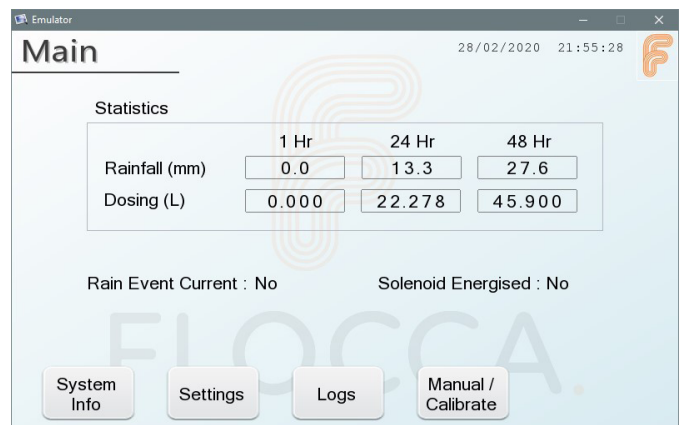 Emulator
Main
28/02/2020 21:55:28
Statistics
1 Hr 24 Hr 48 Hr
Rainfall (mm) 0.0 13.3 27.6
Dosing (L) 0.000 22.278 45.900
Rain Event Current : No Solenoid Energised : No
FLOCCA.
System
Info
Settings
Logs
Manual /
Calibrate